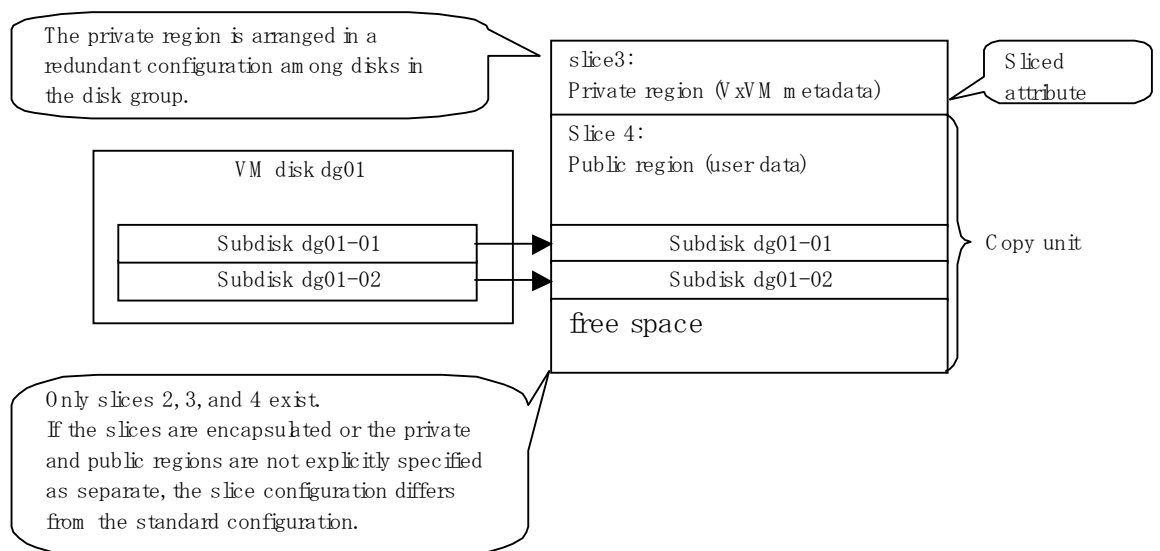 The private region is arranged in a
redundant configuration among disks in
the disk group.
slice3:
Private region (VxVM metadata)
Sliced
attribute
Slice 4:
Public region (user data)
VM disk dg01
Subdisk dg01-01
Subdisk dg01-02
Subdisk dg01-01
Subdisk dg01-02
free space
Copy unit
Only slices 2, 3, and 4 exist.
If the slices are encapsulated or the private
and public regions are not explicitly specified
as separate, the slice configuration differs
from the standard configuration.